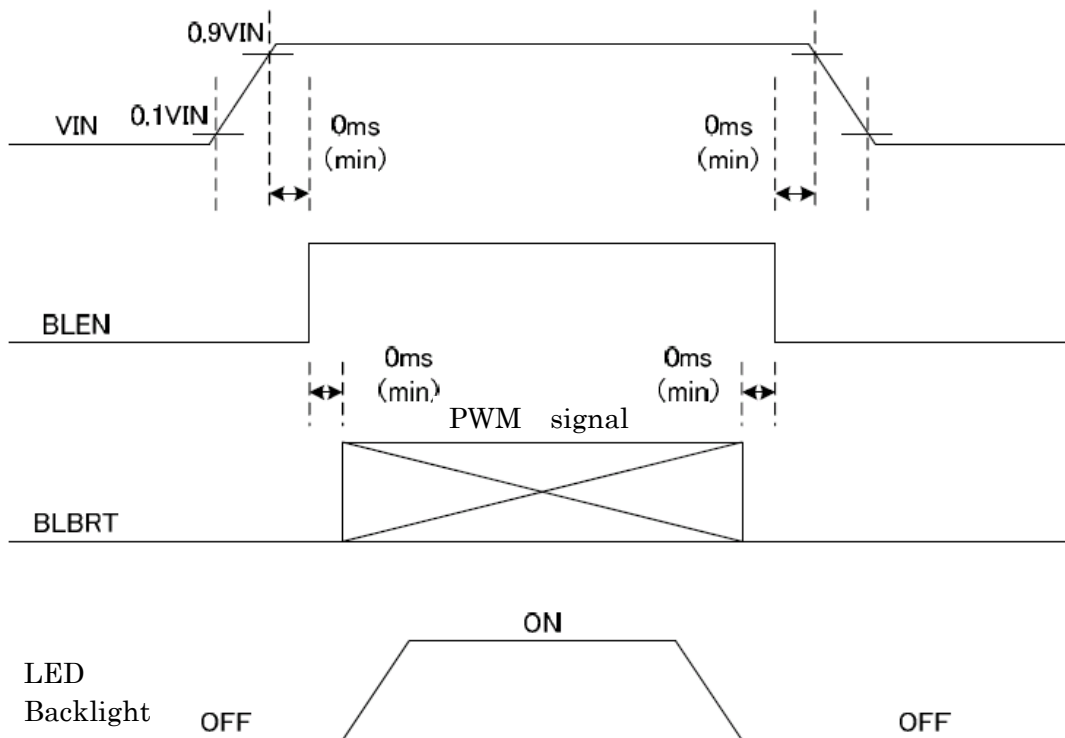 0.9VIN
0.1VIN
VIN
0ms
(min)
0ms
(min)
BLEN
0ms
(min)
0ms
(min)
PWM signal
BLBRT
ON
LED
Backlight
OFF
OFF